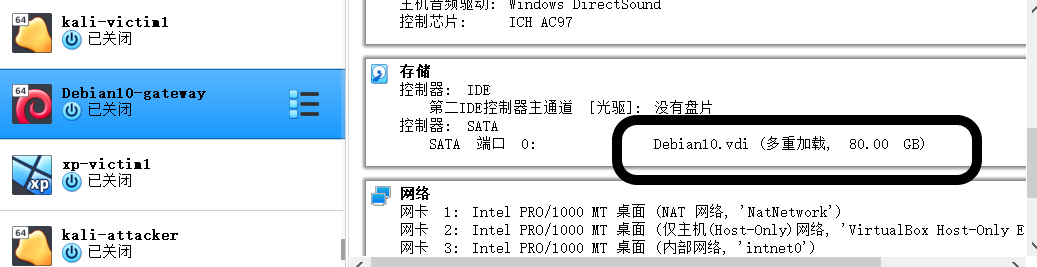 64
kali-victim1
已关闭
64
Debian10-gateway
已关闭
xp
xp-victim1
已关闭
64
kali-attacker
已关闭
主机音频驱动: Windows DirectSound
控制芯片: ICH AC97
存储
控制器: IDE
第二IDE控制器主通道 [光驱]: 没有盘片
控制器: SATA
SATA 端口 0: Debian10.vdi (多重加载, 80.00 GB)
网络
网卡 1: Intel PRO/1000 MT 桌面 (NAT 网络, 'NatNetwork')
网卡 2: Intel PRO/1000 MT 桌面 (仅主机(Host-Only)网络, 'VirtualBox Host-Only E
网卡 3: Intel PRO/1000 MT 桌面 (内部网络, 'intnet0')